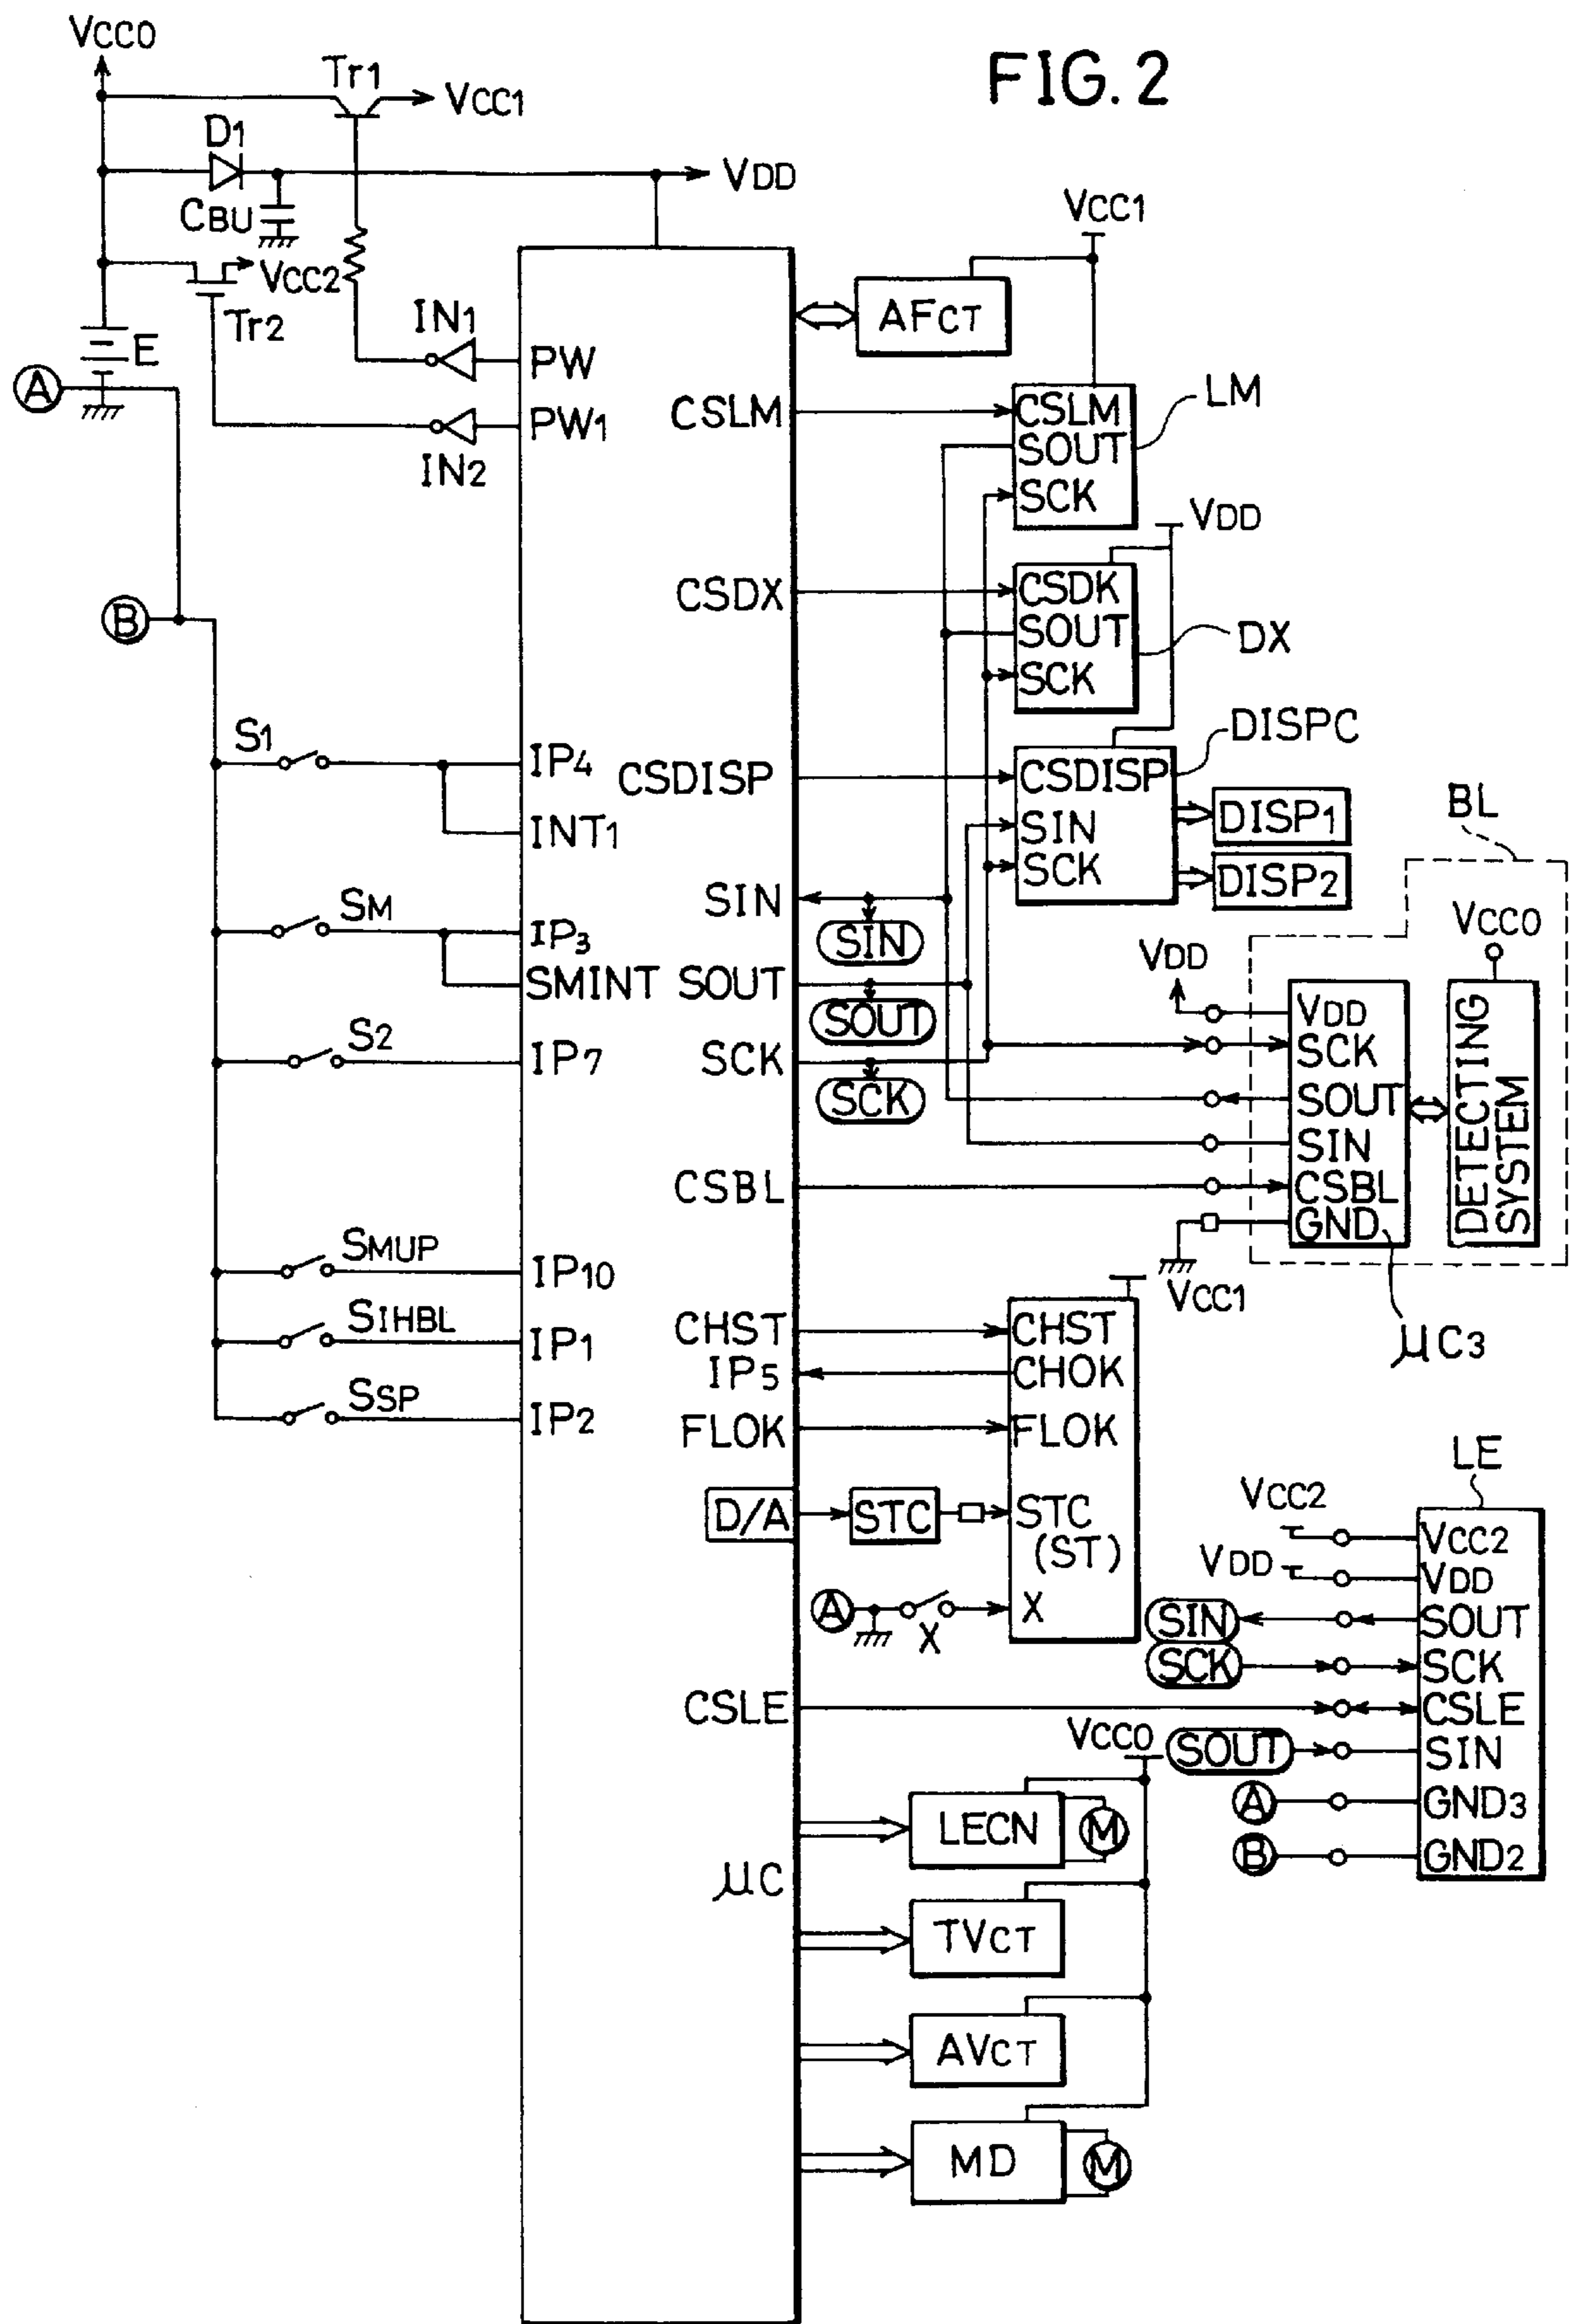 FIG. 2
VCC0
Tr1
VCC1
D1
VDD
CBU
VCC2
Tr2
E
A
IN1
PW
IN2
PW1
B
S1
IP4
INT1
SM
IP3
SMINT
S2
IP7
SMUP
IP10
SIHBL
IP1
SSP
IP2
μC
CSLM
CSDX
CSDISP
SIN
SIN
SOUT
SOUT
SCK
SCK
CSBL
CHST
IP5
FLOK
D/A
CSLE
VCC1
AFCT
CSLM
SOUT
SCK
LM
VDD
CSDK
SOUT
SCK
DX
DISPC
CSDISP
SIN
SCK
DISP1
DISP2
BL
VCC0
VDD
VDD
SCK
SOUT
SIN
CSBL
GND
DETECTING
SYSTEM
μC3
VCC1
CHST
CHOK
FLOK
STC
STC
(ST)
A
X
X
LE
VCC2
VCC2
VDD
VDD
SIN
SOUT
SCK
SCK
CSLE
SOUT
SIN
A
GND3
B
GND2
VCC0
LECN
M
TVCT
AVCT
MD
M